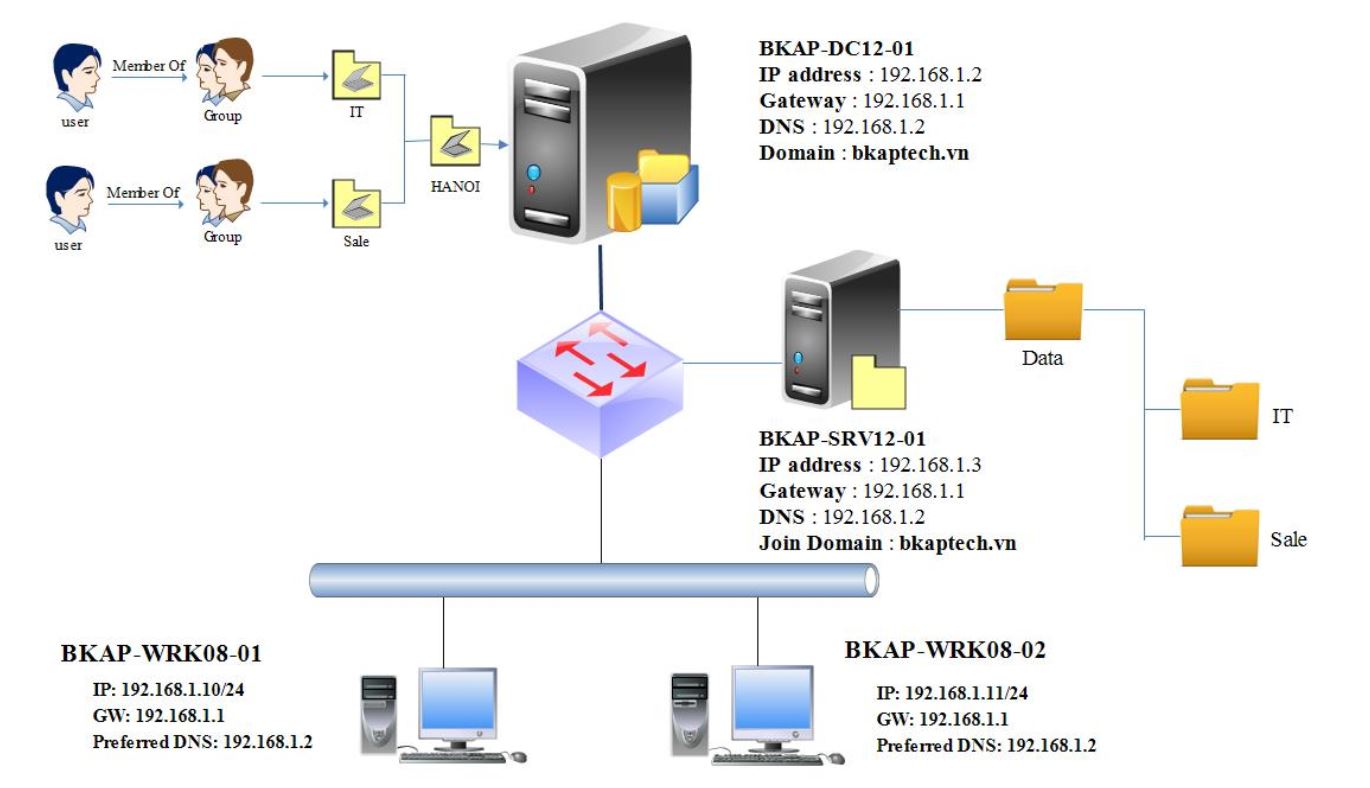 Member Of
user
Group
IT
Member Of
user
Group
Sale
HANOI
BKAP-DC12-01
IP address : 192.168.1.2
Gateway : 192.168.1.1
DNS : 192.168.1.2
Domain : bkaptech.vn
Data
IT
Sale
BKAP-SRV12-01
IP address : 192.168.1.3
Gateway : 192.168.1.1
DNS : 192.168.1.2
Join Domain : bkaptech.vn
BKAP-WRK08-01
IP: 192.168.1.10/24
GW: 192.168.1.1
Preferred DNS: 192.168.1.2
BKAP-WRK08-02
IP: 192.168.1.11/24
GW: 192.168.1.1
Preferred DNS: 192.168.1.2